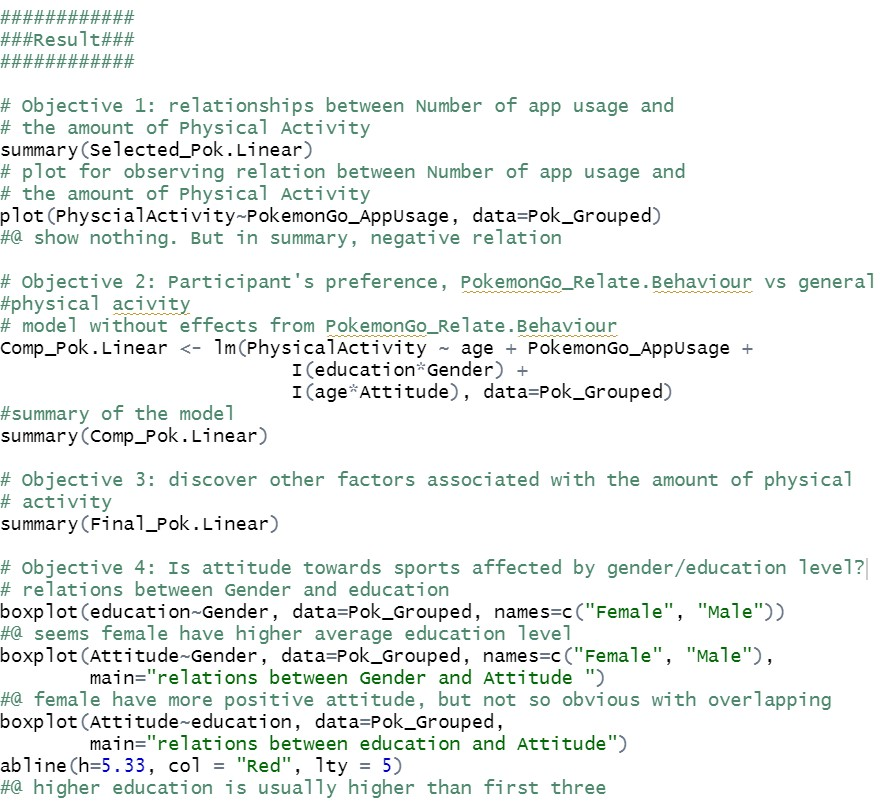 ############
###Result###
############
# Objective 1: relationships between Number of app usage and
# the amount of Physical Activity
summary(Selected_Pok.Linear)
# plot for observing relation between Number of app usage and
# the amount of Physical Activity
plot(PhyscialActivity~PokemonGo_AppUsage, data=Pok_Grouped)
#@ show nothing. But in summary, negative relation
# Objective 2: Participant's preference, PokemonGo_Relate.Behaviour vs general
#physical acivity
# model without effects from PokemonGo_Relate.Behaviour
Comp_Pok.Linear <- lm(PhysicalActivity ~ age + PokemonGo_AppUsage +
I(education*Gender) +
I(age*Attitude), data=Pok_Grouped)
#summary of the model
summary(Comp_Pok.Linear)
# Objective 3: discover other factors associated with the amount of physical
# activity
summary(Final_Pok.Linear)
# Objective 4: Is attitude towards sports affected by gender/education level?
# relations between Gender and education
boxplot(education~Gender, data=Pok_Grouped, names=c("Female", "Male"))
#@ seems female have higher average education level
boxplot(Attitude~Gender, data=Pok_Grouped, names=c("Female", "Male"),
main="relations between Gender and Attitude ")
#@ female have more positive attitude, but not so obvious with overlapping
boxplot(Attitude~education, data=Pok_Grouped,
main="relations between education and Attitude")
abline(h=5.33, col = "Red", lty = 5)
#@ higher education is usually higher than first three